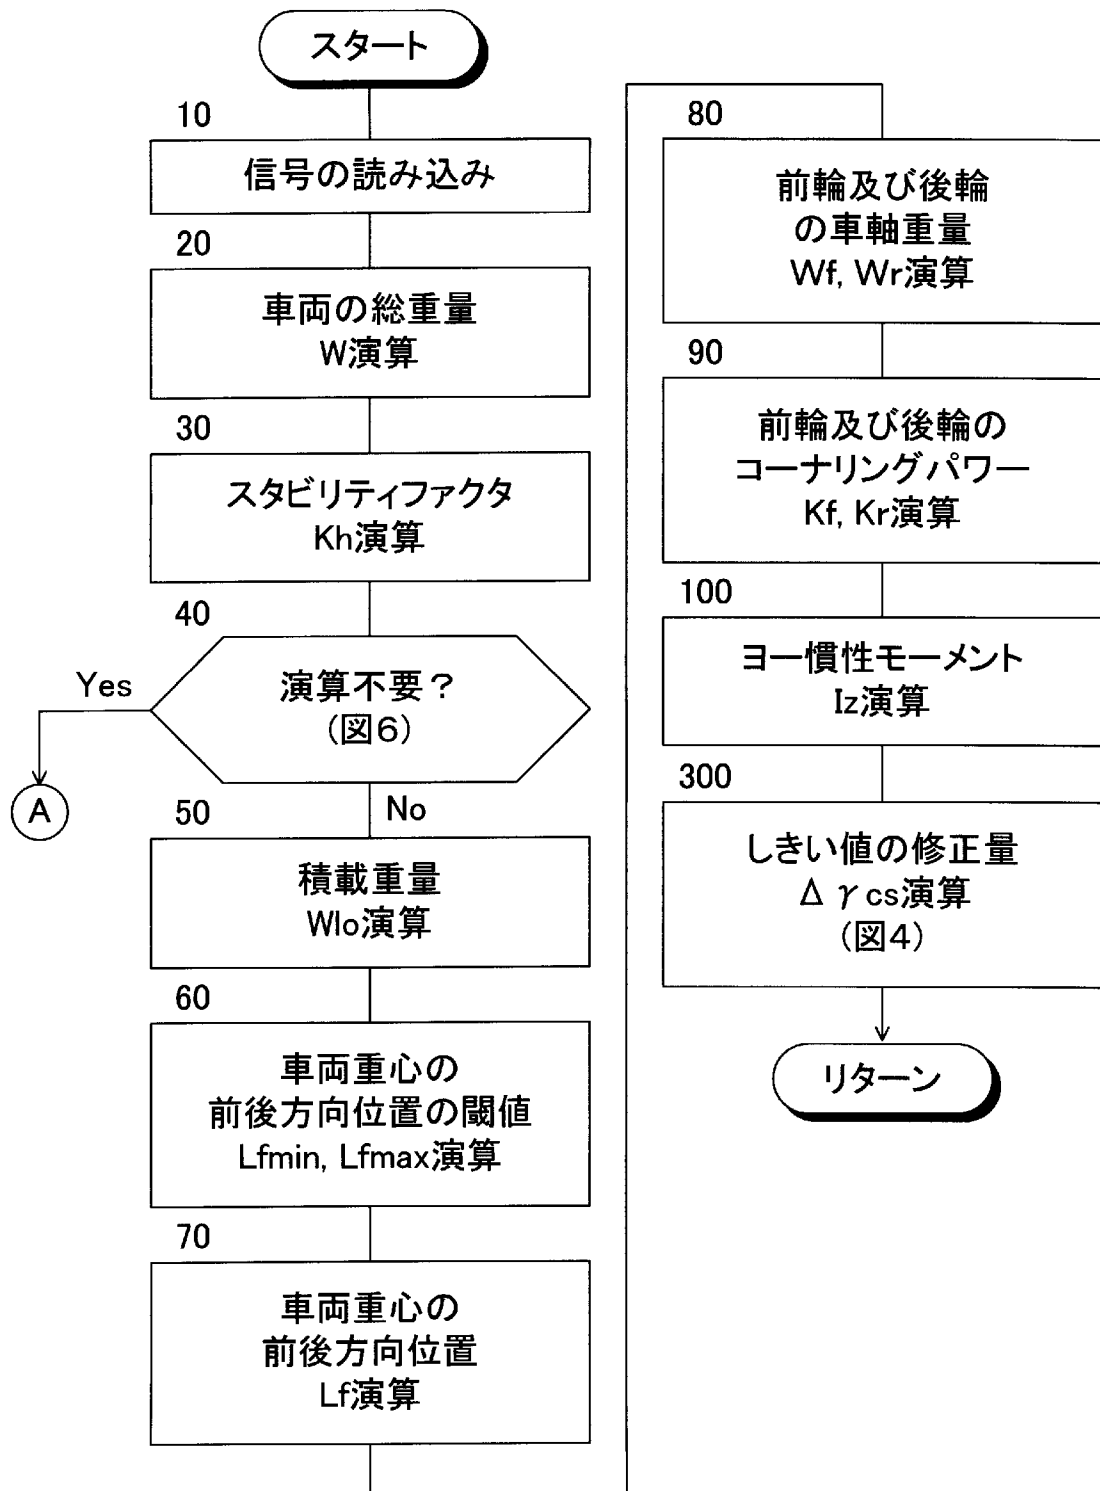 スタート
10
信号の読み込み
20
車両の総重量
W演算
30
スタビリティファクタ
Kh演算
40
Yes
演算不要？
（図６）
A
No
50
積載重量
Wlo演算
60
車両重心の
前後方向位置の閾値
Lfmin, Lfmax演算
70
車両重心の
前後方向位置
Lf演算
80
前輪及び後輪
の車軸重量
Wf, Wr演算
90
前輪及び後輪の
コーナリングパワー
Kf, Kr演算
100
ヨー慣性モーメント
Iz演算
300
しきい値の修正量
Δγcs演算
（図４）
リターン